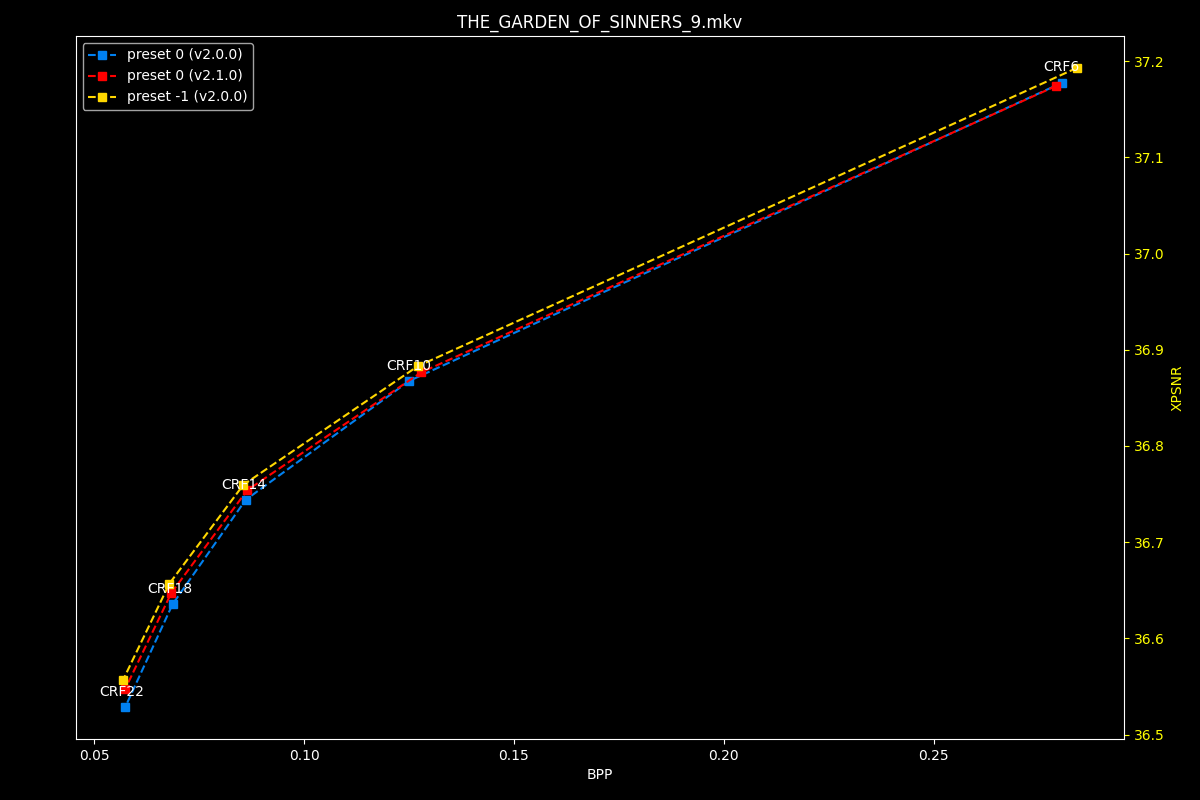 THE_GARDEN_OF_SINNERS_9.mkv
preset 0 (v2.0.0)
preset 0 (v2.1.0)
preset -1 (v2.0.0)
CRF6
CRF10
CRF14
CRF18
CRF22
37.2
37.1
37.0
36.9
36.8
36.7
36.6
36.5
XPSNR
0.05 0.10 0.15 0.20 0.25
BPP